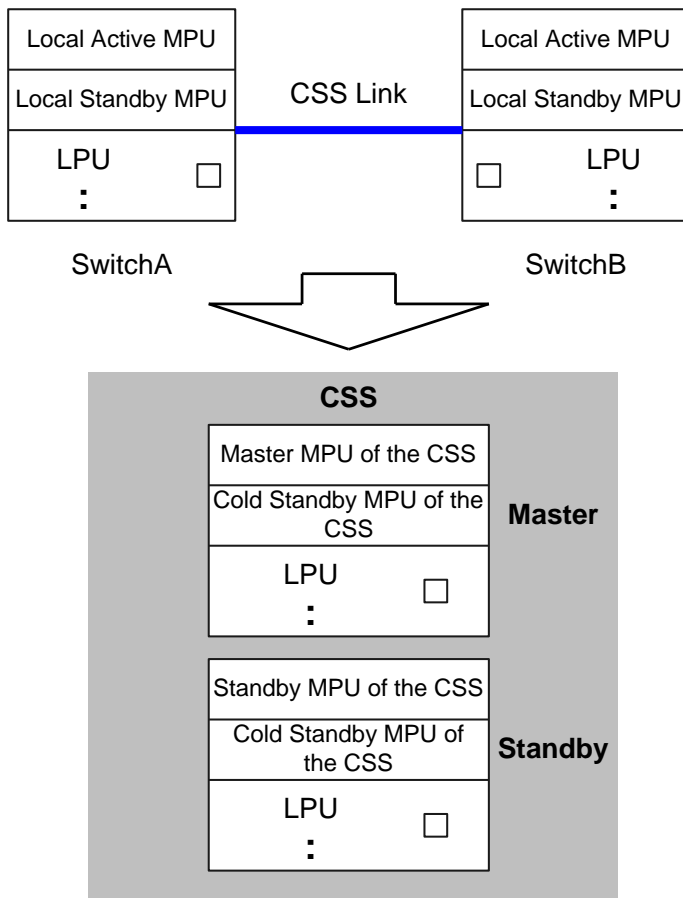 Local Active MPU
Local Standby MPU
LPU
:
SwitchA
CSS Link
Local Active MPU
Local Standby MPU
LPU
:
SwitchB
CSS
Master MPU of the CSS
Cold Standby MPU of the
CSS
LPU
:
Master
Standby MPU of the CSS
Cold Standby MPU of
the CSS
LPU
:
Standby